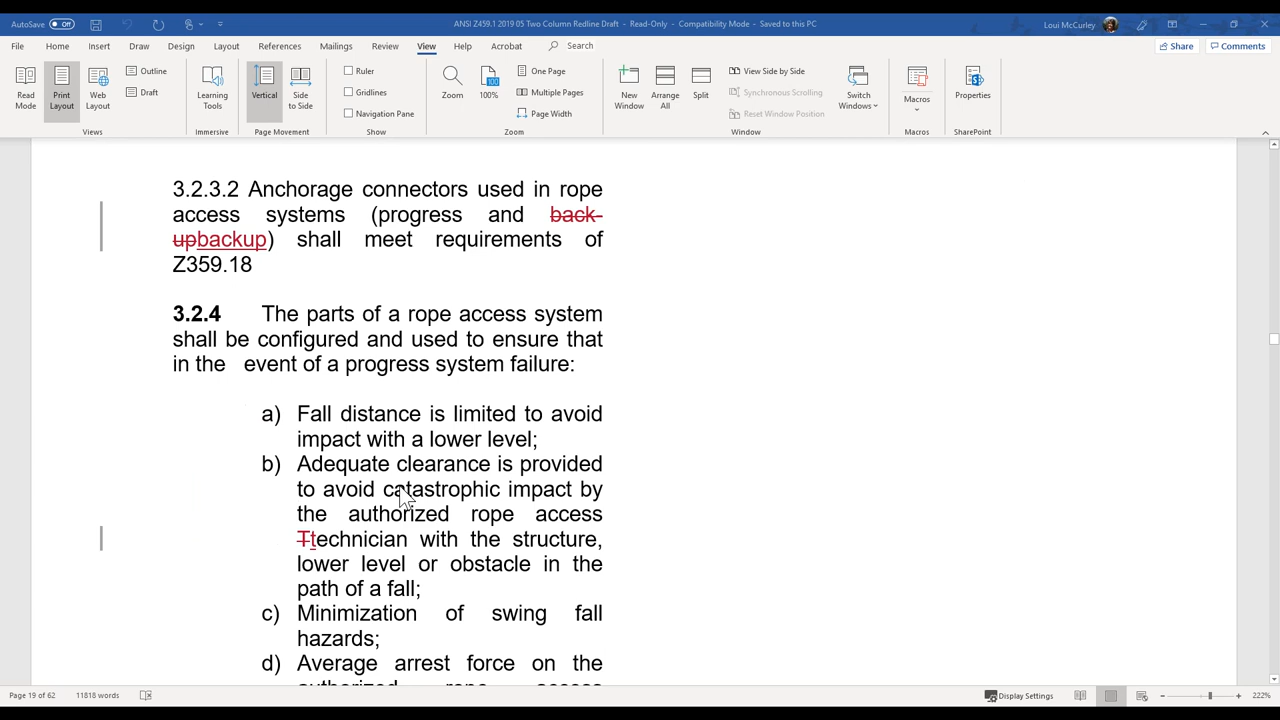 AutoSave Off ANSI Z459.1 2019 05 Two Column Redline Draft - Read-Only - Compatibility Mode - Saved to this PC Loui McCurley
File Home Insert Draw Design Layout References Mailings Review View Help Acrobat Search Share Comments
Read Mode Print Layout Web Layout Outline Draft Learning Tools Vertical Side to Side Ruler Gridlines Navigation Pane Zoom 100% One Page Multiple Pages Page Width New Window Arrange All Split View Side by Side Synchronous Scrolling Reset Window Position Switch Windows Macros Properties
Views Immersive Page Movement Show Zoom Window Macros SharePoint
3.2.3.2 Anchorage connectors used in rope
access systems (progress and back-
upbackup) shall meet requirements of
Z359.18
3.2.4 The parts of a rope access system
shall be configured and used to ensure that
in the event of a progress system failure:
a) Fall distance is limited to avoid
impact with a lower level;
b) Adequate clearance is provided
to avoid catastrophic impact by
the authorized rope access
Ttechnician with the structure,
lower level or obstacle in the
path of a fall;
c) Minimization of swing fall
hazards;
d) Average arrest force on the
authorized rope access
Page 19 of 62 11818 words Display Settings 222%